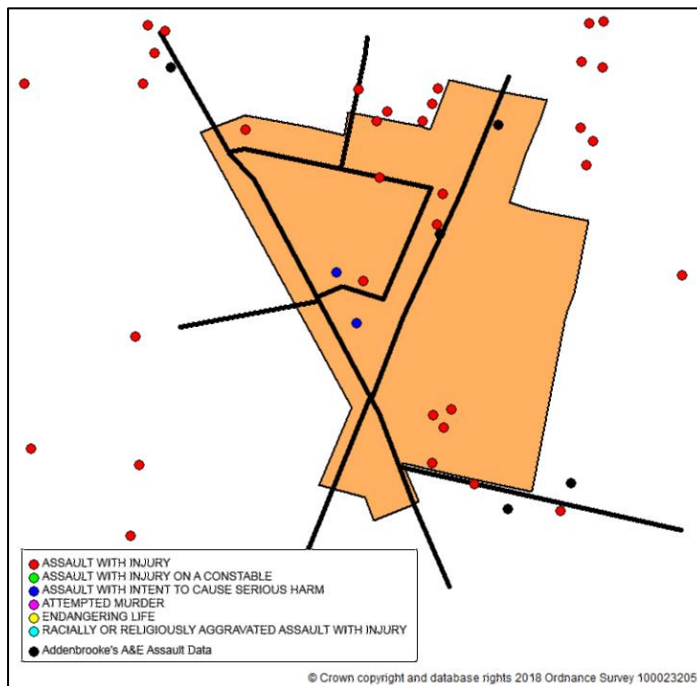 ASSAULT WITH INJURY
ASSAULT WITH INJURY ON A CONSTABLE
ASSAULT WITH INTENT TO CAUSE SERIOUS HARM
ATTEMPTED MURDER
ENDANGERING LIFE
RACIALLY OR RELIGIOUSLY AGGRAVATED ASSAULT WITH INJURY
Addenbrooke's A&E Assault Data
© Crown copyright and database rights 2018 Ordnance Survey 100023205